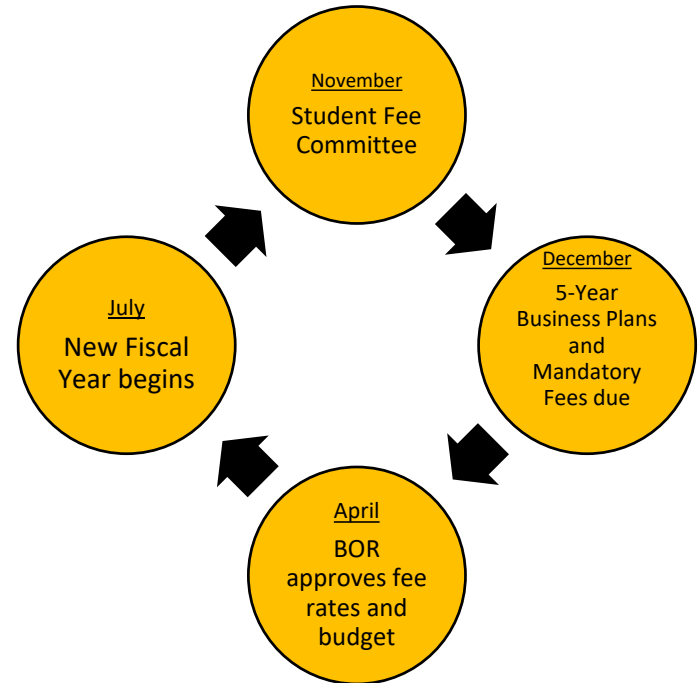 November
Student Fee
Committee
December
5-Year
Business Plans
and
Mandatory
Fees due
April
BOR
approves fee
rates and
budget
July
New Fiscal
Year begins